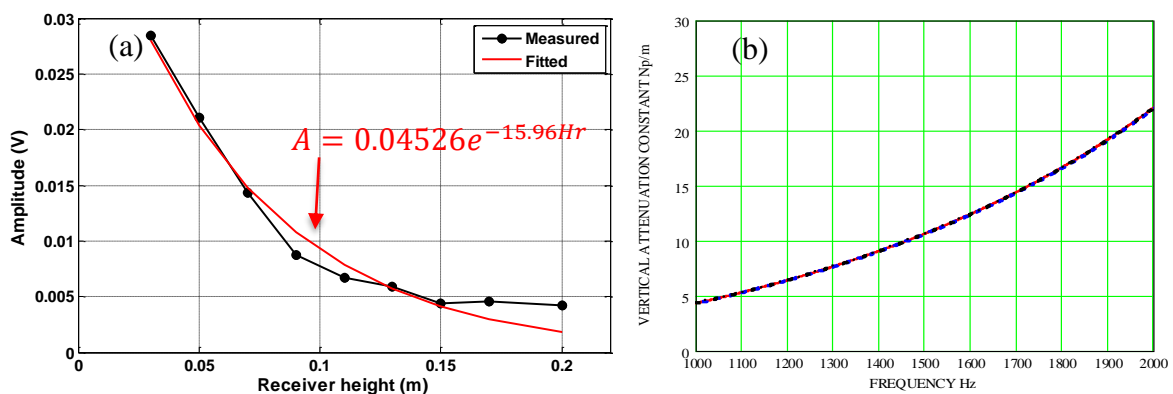 (a)
Measured
Fitted
A = 0.04526e^{-15.96Hr}
0.03
0.025
0.02
0.015
0.01
0.005
0
Amplitude (V)
0 0.05 0.1 0.15 0.2
Receiver height (m)
(b)
30
25
20
15
10
5
0
VERTICAL ATTENUATION CONSTANT Np/m
1000 1100 1200 1300 1400 1500 1600 1700 1800 1900 2000
FREQUENCY Hz